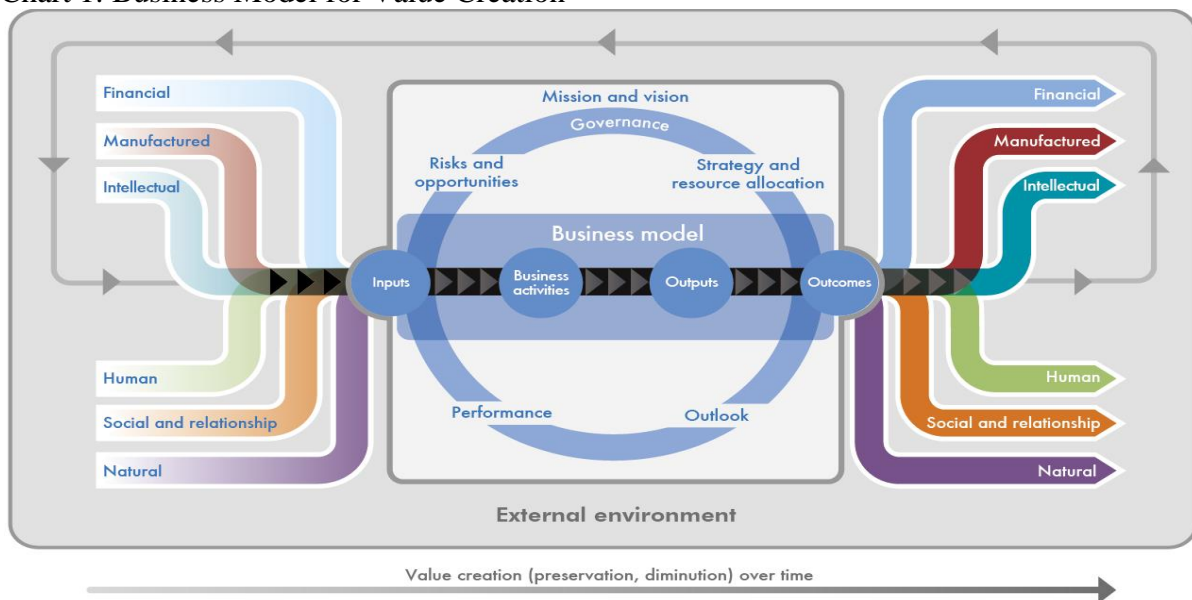 Chart 1. Business Model for Value Creation
Financial
Manufactured
Intellectual
Human
Social and relationship
Natural
Mission and vision
Governance
Risks and
opportunities
Strategy and
resource allocation
Business model
Inputs
Business
activities
Outputs
Outcomes
Performance
Outlook
Financial
Manufactured
Intellectual
Human
Social and relationship
Natural
External environment
Value creation (preservation, diminution) over time